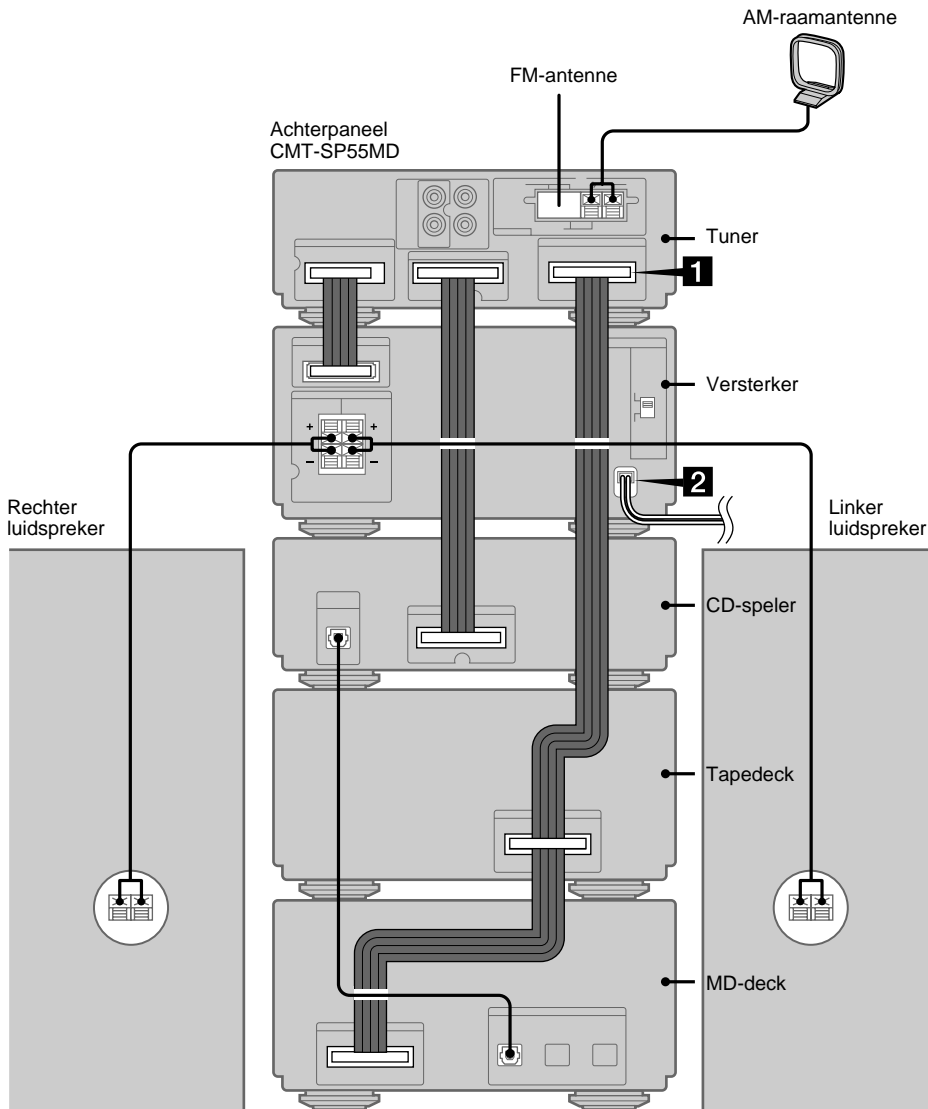 AM-raamantenne
FM-antenne
Achterpaneel
CMT-SP55MD
Tuner
1
Versterker
+ +
– –
2
Rechter
luidspreker
Linker
luidspreker
CD-speler
Tapedeck
MD-deck